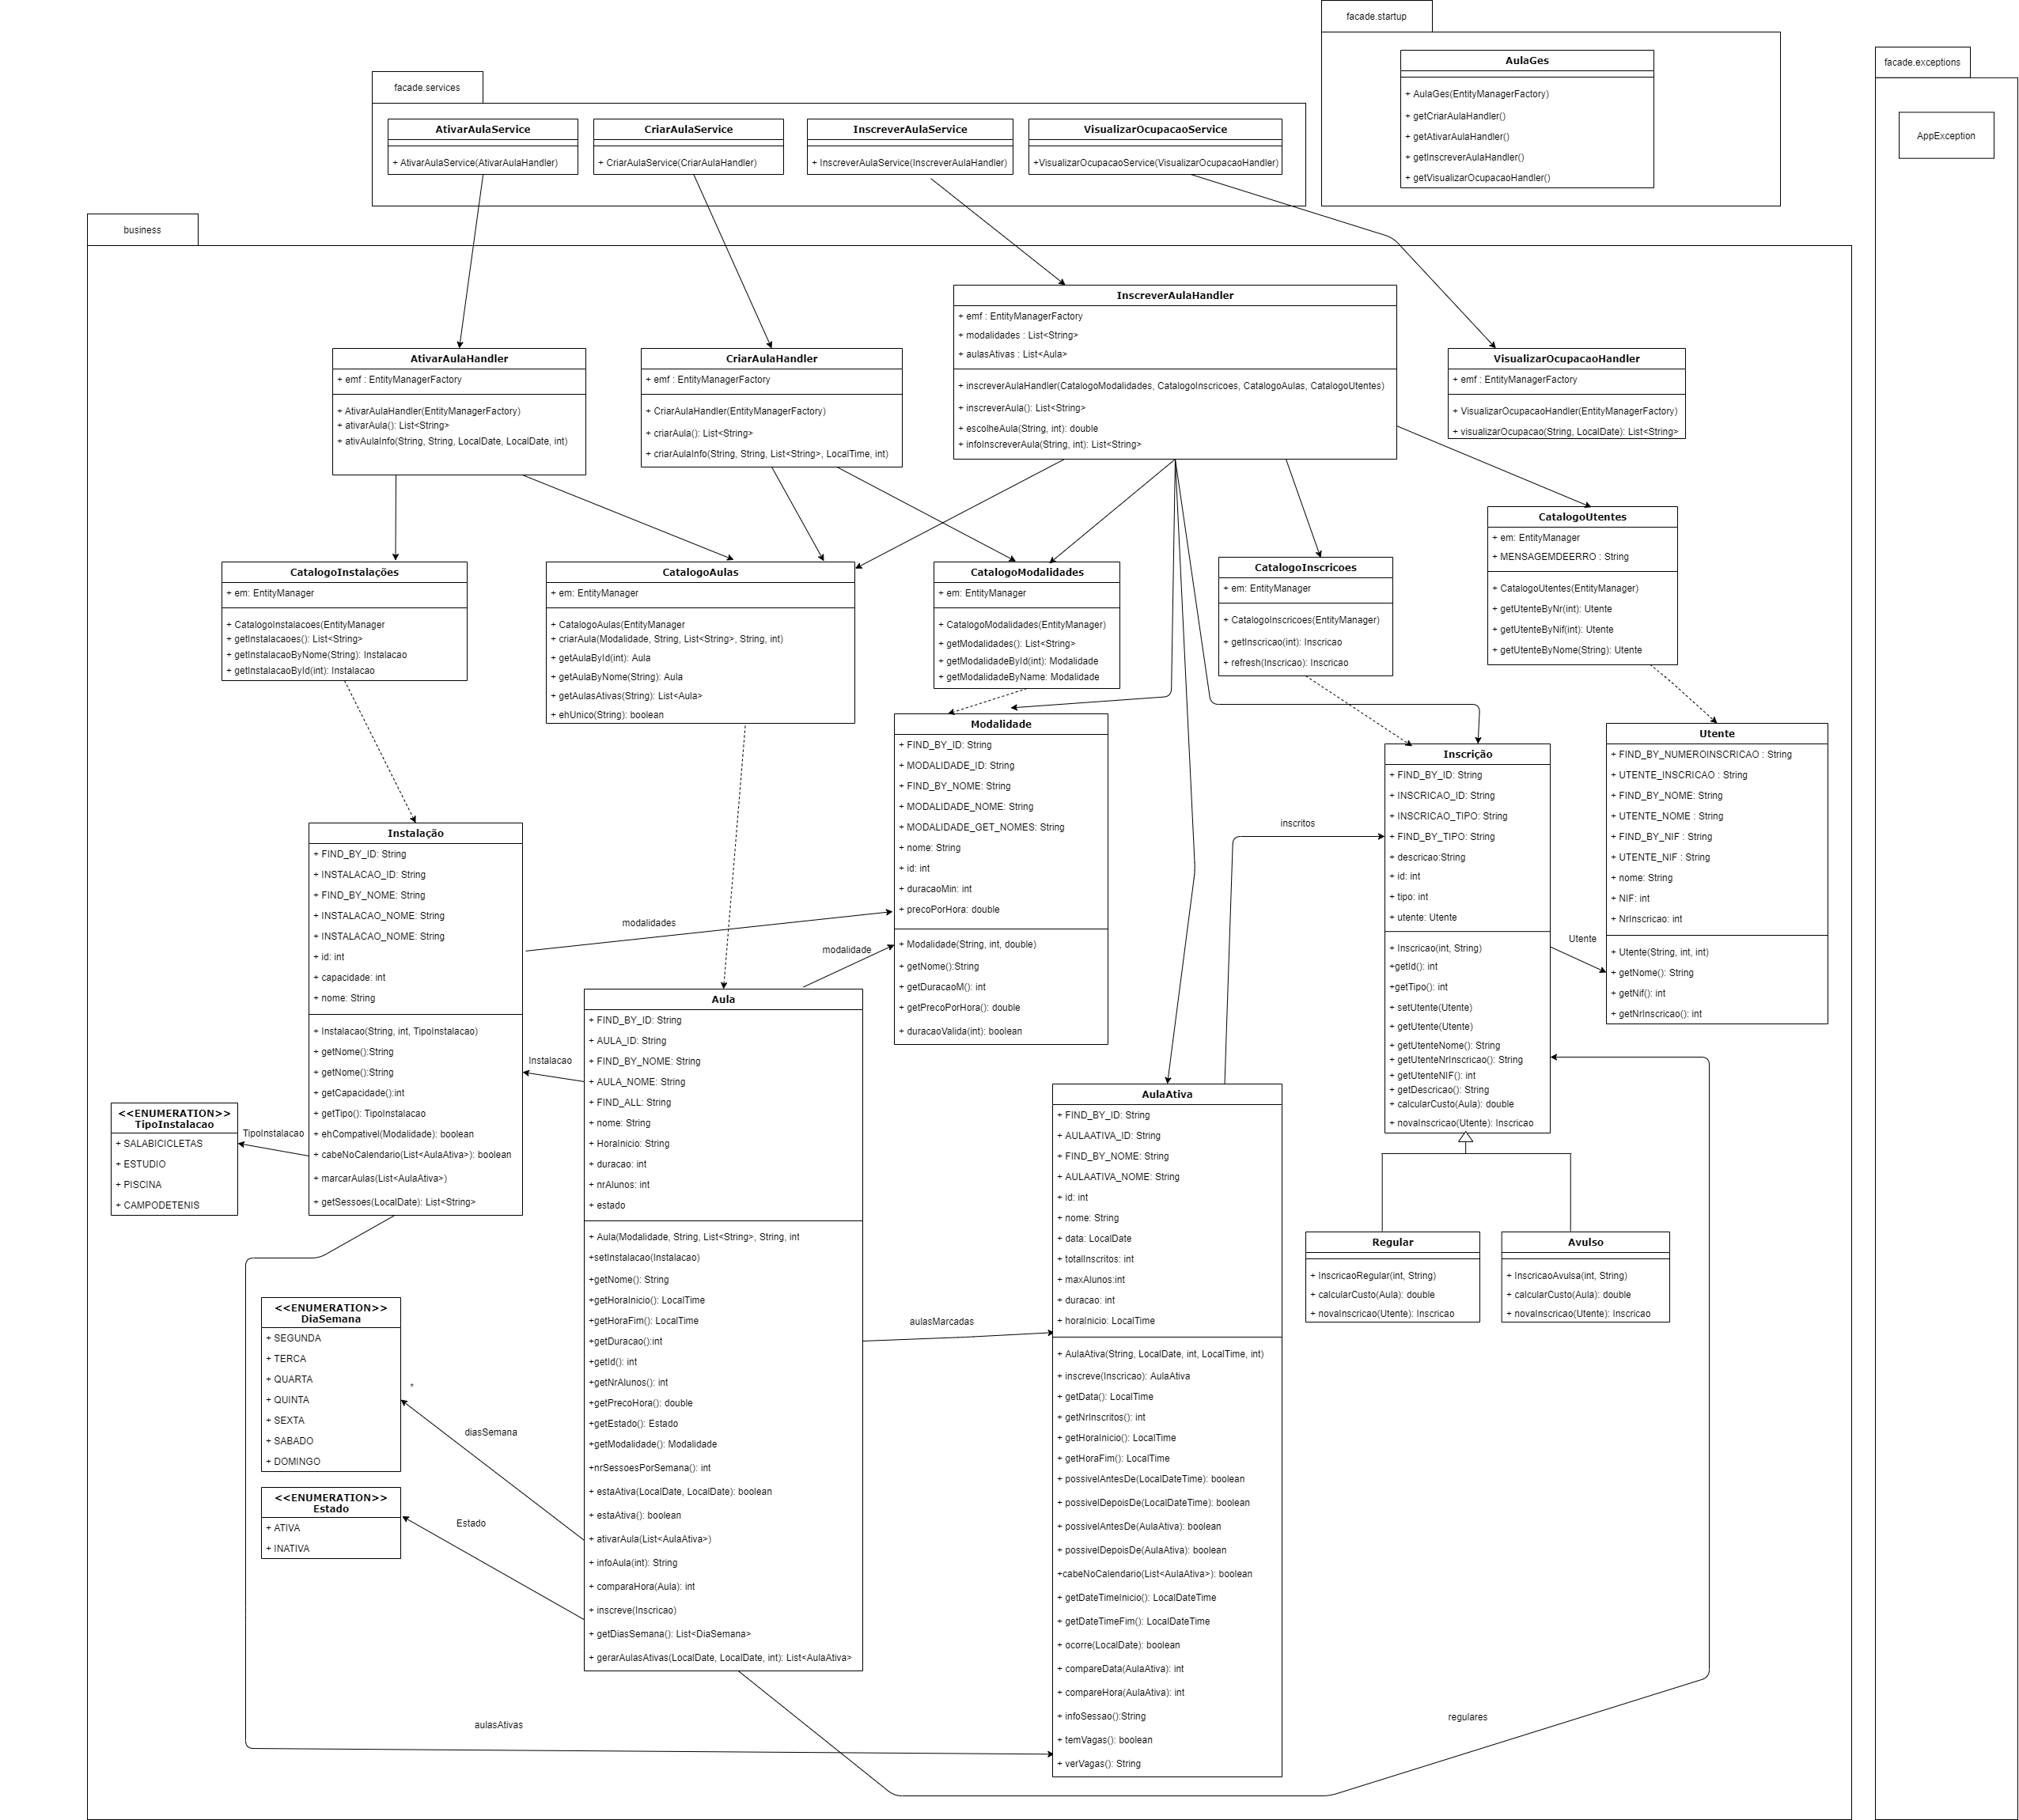 facade.startup
AulaGes
+ AulaGes(EntityManagerFactory)
+ getCriarAulaHandler()
+ getAtivarAulaHandler()
+ getInscreverAulaHandler()
+ getVisualizarOcupacaoHandler()
facade.exceptions
AppException
facade.services
AtivarAulaService
+ AtivarAulaService(AtivarAulaHandler)
CriarAulaService
+ CriarAulaService(CriarAulaHandler)
InscreverAulaService
+ InscreverAulaService(InscreverAulaHandler)
VisualizarOcupacaoService
+VisualizarOcupacaoService(VisualizarOcupacaoHandler)
business
AtivarAulaHandler
+ emf : EntityManagerFactory
+ AtivarAulaHandler(EntityManagerFactory)
+ ativarAula(): List<String>
+ ativAulaInfo(String, String, LocalDate, LocalDate, int)
CriarAulaHandler
+ emf : EntityManagerFactory
+ CriarAulaHandler(EntityManagerFactory)
+ criarAula(): List<String>
+ criarAulaInfo(String, String, List<String>, LocalTime, int)
InscreverAulaHandler
+ emf : EntityManagerFactory
+ modalidades : List<String>
+ aulasAtivas : List<Aula>
+ inscreverAulaHandler(CatalogoModalidades, CatalogoInscricoes, CatalogoAulas, CatalogoUtentes)
+ inscreverAula(): List<String>
+ escolheAula(String, int): double
+ infoInscreverAula(String, int): List<String>
VisualizarOcupacaoHandler
+ emf : EntityManagerFactory
+ VisualizarOcupacaoHandler(EntityManagerFactory)
+ visualizarOcupacao(String, LocalDate): List<String>
CatalogoInstalações
+ em: EntityManager
+ CatalogoInstalacoes(EntityManager
+ getInstalacaoes(): List<String>
+ getInstalacaoByNome(String): Instalacao
+ getInstalacaoById(int): Instalacao
CatalogoAulas
+ em: EntityManager
+ CatalogoAulas(EntityManager
+ criarAula(Modalidade, String, List<String>, String, int)
+ getAulaById(int): Aula
+ getAulaByNome(String): Aula
+ getAulasAtivas(String): List<Aula>
+ ehUnico(String): boolean
CatalogoModalidades
+ em: EntityManager
+ CatalogoModalidades(EntityManager)
+ getModalidades(): List<String>
+ getModalidadeById(int): Modalidade
+ getModalidadeByName: Modalidade
CatalogoInscricoes
+ em: EntityManager
+ CatalogoInscricoes(EntityManager)
+ getInscricao(int): Inscricao
+ refresh(Inscricao): Inscricao
CatalogoUtentes
+ em: EntityManager
+ MENSAGEMDEERRO : String
+ CatalogoUtentes(EntityManager)
+ getUtenteByNr(int): Utente
+ getUtenteByNif(int): Utente
+ getUtenteByNome(String): Utente
Modalidade
+ FIND_BY_ID: String
+ MODALIDADE_ID: String
+ FIND_BY_NOME: String
+ MODALIDADE_NOME: String
+ MODALIDADE_GET_NOMES: String
+ nome: String
+ id: int
+ duracaoMin: int
+ precoPorHora: double
+ Modalidade(String, int, double)
+ getNome():String
+ getDuracaoM(): int
+ getPrecoPorHora(): double
+ duracaoValida(int): boolean
Inscrição
+ FIND_BY_ID: String
+ INSCRICAO_ID: String
+ INSCRICAO_TIPO: String
+ FIND_BY_TIPO: String
+ descricao:String
+ id: int
+ tipo: int
+ utente: Utente
+ Inscricao(int, String)
+getId(): int
+getTipo(): int
+ setUtente(Utente)
+ getUtente(Utente)
+ getUtenteNome(): String
+ getUtenteNrInscricao(): String
+ getUtenteNIF(): int
+ getDescricao(): String
+ calcularCusto(Aula): double
+ novaInscricao(Utente): Inscricao
Utente
+ FIND_BY_NUMEROINSCRICAO : String
+ UTENTE_INSCRICAO : String
+ FIND_BY_NOME: String
+ UTENTE_NOME : String
+ FIND_BY_NIF : String
+ UTENTE_NIF : String
+ nome: String
+ NIF: int
+ NrInscricao: int
+ Utente(String, int, int)
+ getNome(): String
+ getNif(): int
+ getNrInscricao(): int
Instalação
+ FIND_BY_ID: String
+ INSTALACAO_ID: String
+ FIND_BY_NOME: String
+ INSTALACAO_NOME: String
+ INSTALACAO_NOME: String
+ id: int
+ capacidade: int
+ nome: String
+ Instalacao(String, int, TipoInstalacao)
+ getNome():String
+ getNome():String
+ getCapacidade():int
+ getTipo(): TipoInstalacao
+ ehCompativel(Modalidade): boolean
+ cabeNoCalendario(List<AulaAtiva>): boolean
+ marcarAulas(List<AulaAtiva>)
+ getSessoes(LocalDate): List<String>
inscritos
modalidades
modalidade
Utente
Instalacao
TipoInstalacao
<<ENUMERATION>>
TipoInstalacao
+ SALABICICLETAS
+ ESTUDIO
+ PISCINA
+ CAMPODETENIS
Aula
+ FIND_BY_ID: String
+ AULA_ID: String
+ FIND_BY_NOME: String
+ AULA_NOME: String
+ FIND_ALL: String
+ nome: String
+ HoraInicio: String
+ duracao: int
+ nrAlunos: int
+ estado
+ Aula(Modalidade, String, List<String>, String, int
+setInstalacao(Instalacao)
+getNome(): String
+getHoraInicio(): LocalTime
+getHoraFim(): LocalTime
+getDuracao():int
+getId(): int
+getNrAlunos(): int
+getPrecoHora(): double
+getEstado(): Estado
+getModalidade(): Modalidade
+nrSessoesPorSemana(): int
+ estaAtiva(LocalDate, LocalDate): boolean
+ estaAtiva(): boolean
+ ativarAula(List<AulaAtiva>)
+ infoAula(int): String
+ comparaHora(Aula): int
+ inscreve(Inscricao)
+ getDiasSemana(): List<DiaSemana>
+ gerarAulasAtivas(LocalDate, LocalDate, int): List<AulaAtiva>
AulaAtiva
+ FIND_BY_ID: String
+ AULAATIVA_ID: String
+ FIND_BY_NOME: String
+ AULAATIVA_NOME: String
+ id: int
+ nome: String
+ data: LocalDate
+ totalInscritos: int
+ maxAlunos:int
+ duracao: int
+ horaInicio: LocalTime
+ AulaAtiva(String, LocalDate, int, LocalTime, int)
+ inscreve(Inscricao): AulaAtiva
+ getData(): LocalTime
+ getNrInscritos(): int
+ getHoraInicio(): LocalTime
+ getHoraFim(): LocalTime
+ possivelAntesDe(LocalDateTime): boolean
+ possivelDepoisDe(LocalDateTime): boolean
+ possivelAntesDe(AulaAtiva): boolean
+ possivelDepoisDe(AulaAtiva): boolean
+cabeNoCalendario(List<AulaAtiva>): boolean
+ getDateTimeInicio(): LocalDateTime
+ getDateTimeFim(): LocalDateTime
+ ocorre(LocalDate): boolean
+ compareData(AulaAtiva): int
+ compareHora(AulaAtiva): int
+ infoSessao():String
+ temVagas(): boolean
+ verVagas(): String
Regular
+ InscricaoRegular(int, String)
+ calcularCusto(Aula): double
+ novaInscricao(Utente): Inscricao
Avulso
+ InscricaoAvulsa(int, String)
+ calcularCusto(Aula): double
+ novaInscricao(Utente): Inscricao
<<ENUMERATION>>
DiaSemana
+ SEGUNDA
+ TERCA
+ QUARTA
+ QUINTA
+ SEXTA
+ SABADO
+ DOMINGO
aulasMarcadas
*
diasSemana
<<ENUMERATION>>
Estado
+ ATIVA
+ INATIVA
Estado
aulasAtivas
regulares